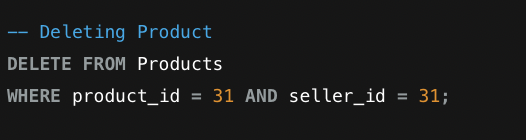 -- Deleting Product
DELETE FROM Products
WHERE product_id = 31 AND seller_id = 31;